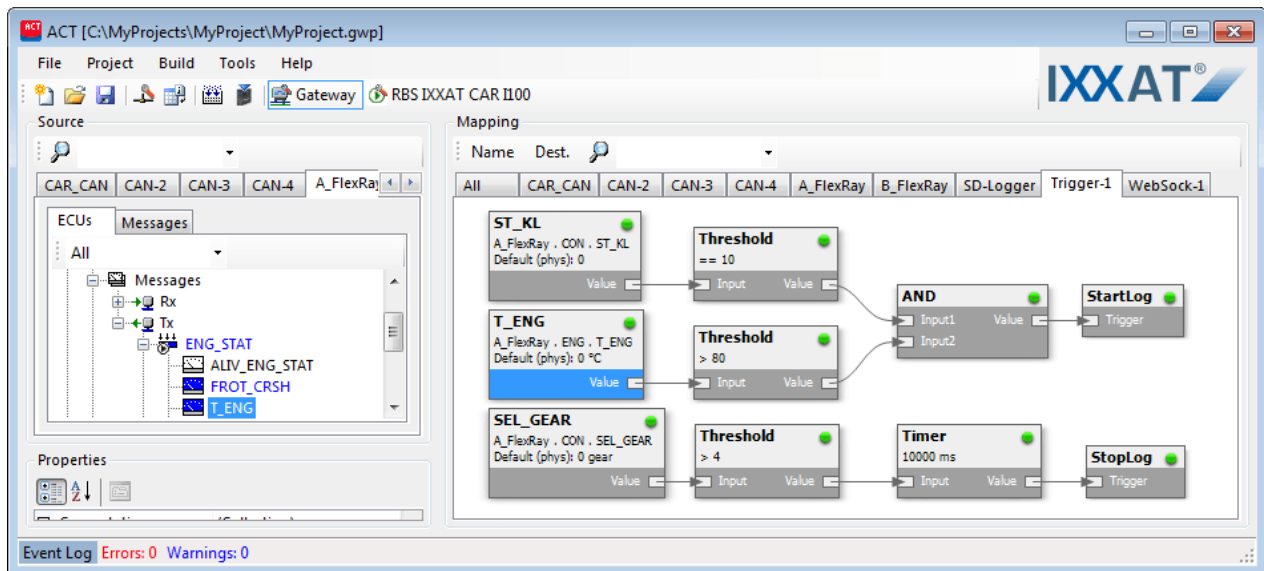 ACT ACT [C:\MyProjects\MyProject\MyProject.gwp]
File Project Build Tools Help
IXXAT®
Gateway RBS IXXAT CAR I100
Source
CAR_CAN CAN-2 CAN-3 CAN-4 A_FlexRay
ECUs Messages
All
Messages
Rx
Tx
ENG_STAT
ALIV_ENG_STAT
FROT_CRSH
T_ENG
Properties
Mapping
Name Dest.
All CAR_CAN CAN-2 CAN-3 CAN-4 A_FlexRay B_FlexRay SD-Logger Trigger-1 WebSock-1
ST_KL
A_FlexRay . CON . ST_KL
Default (phys): 0
Value
Threshold
== 10
Input Value
T_ENG
A_FlexRay . ENG . T_ENG
Default (phys): 0 °C
Value
Threshold
> 80
Input Value
AND
Input1 Value
Input2
StartLog
Trigger
SEL_GEAR
A_FlexRay . CON . SEL_GEAR
Default (phys): 0 gear
Value
Threshold
> 4
Input Value
Timer
10000 ms
Input Value
StopLog
Trigger
Event Log Errors: 0 Warnings: 0